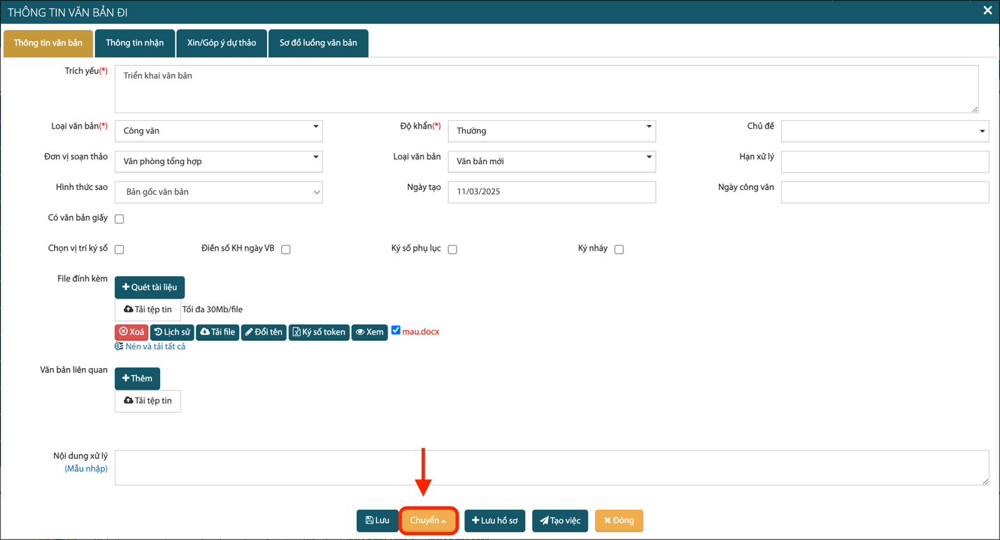 THÔNG TIN VĂN BẢN ĐI
Thông tin văn bản
Thông tin nhận
Xin/Góp ý dự thảo
Sơ đồ luồng văn bản
Trích yếu(*)
Triển khai văn bản
Loại văn bản(*)
Công văn
Độ khẩn(*)
Thường
Chủ đề
Đơn vị soạn thảo
Văn phòng tổng hợp
Loại văn bản
Văn bản mới
Hạn xử lý
Hình thức sao
Bản gốc văn bản
Ngày tạo
11/03/2025
Ngày công văn
Có văn bản giấy
Chọn vị trí ký số
Điền số KH ngày VB
Ký số phụ lục
Ký nháy
File đính kèm
Quét tài liệu
Tải tệp tin
Tối đa 30Mb/file
Xoá
Lịch sử
Tải file
Đổi tên
Ký số token
Xem
mau.docx
Nén và tải tất cả
Văn bản liên quan
Thêm
Tải tệp tin
Nội dung xử lý
(Mẫu nhập)
Lưu
Chuyển
Lưu hồ sơ
Tạo việc
Đóng